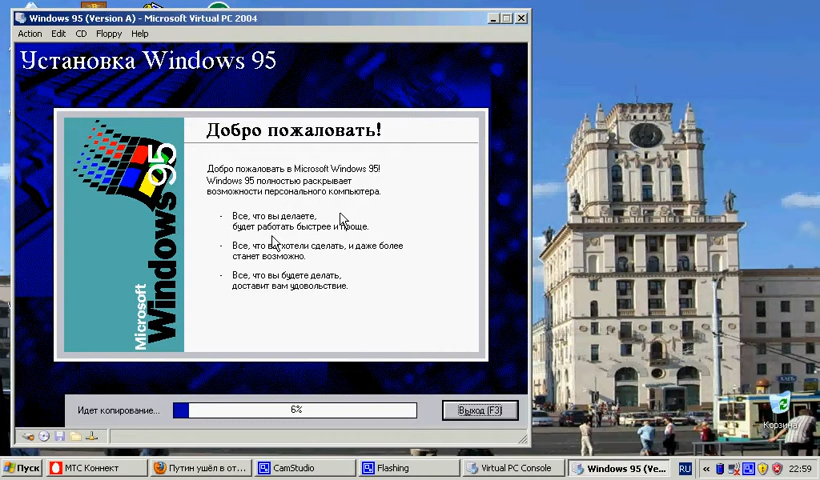 Windows 95 (Version A) - Microsoft Virtual PC 2004
Action Edit CD Floppy Help
Установка Windows 95
Microsoft Windows 95
Добро пожаловать!
Добро пожаловать в Microsoft Windows 95!
Windows 95 полностью раскрывает
возможности персонального компьютера.
· Все, что вы делаете,
будет работать быстрее и проще.
· Все, что вы хотели сделать, и даже более
станет возможно.
· Все, что вы будете делать,
доставит вам удовольствие.
Идет копирование...
6%
Выход (F3)
Корзина
Пуск
МТС Коннект
Путин ушёл в от...
CamStudio
Flashing
Virtual PC Console
Windows 95 (Ve...
RU
22:59